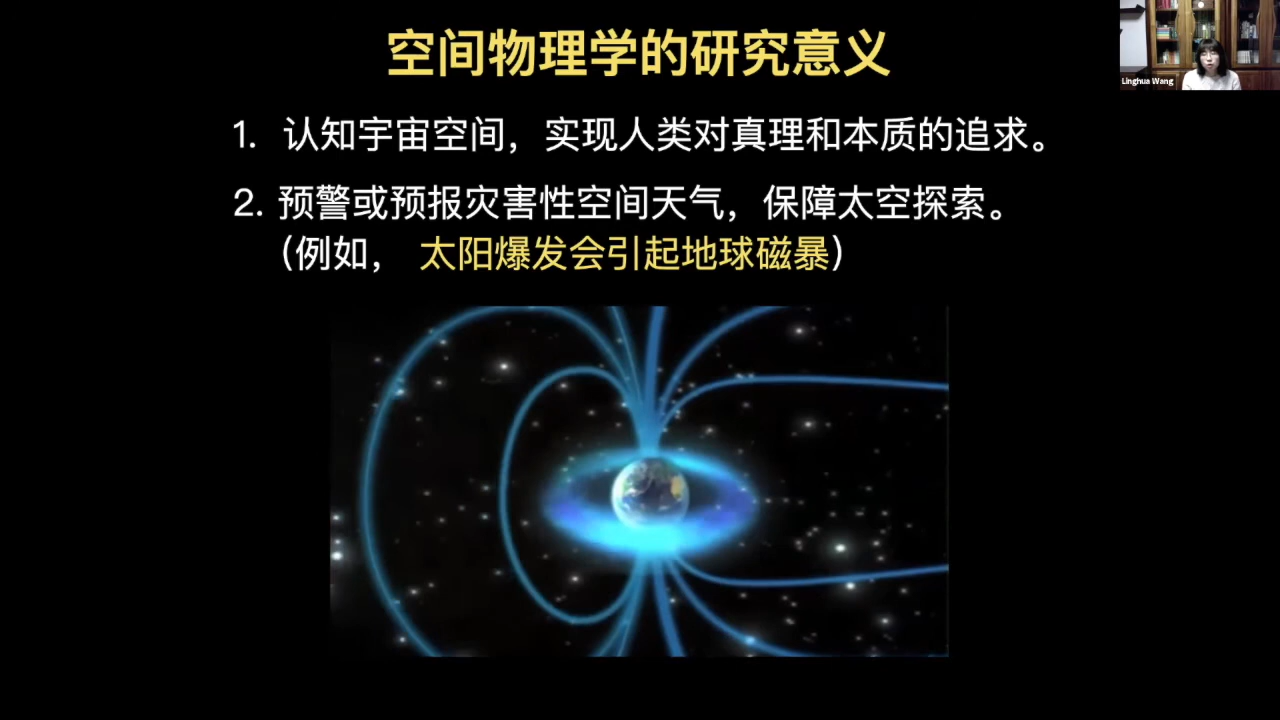 空间物理学的研究意义
Linghua Wang
1. 认知宇宙空间，实现人类对真理和本质的追求。
2. 预警或预报灾害性空间天气，保障太空探索。
（例如， 太阳爆发会引起地球磁暴）